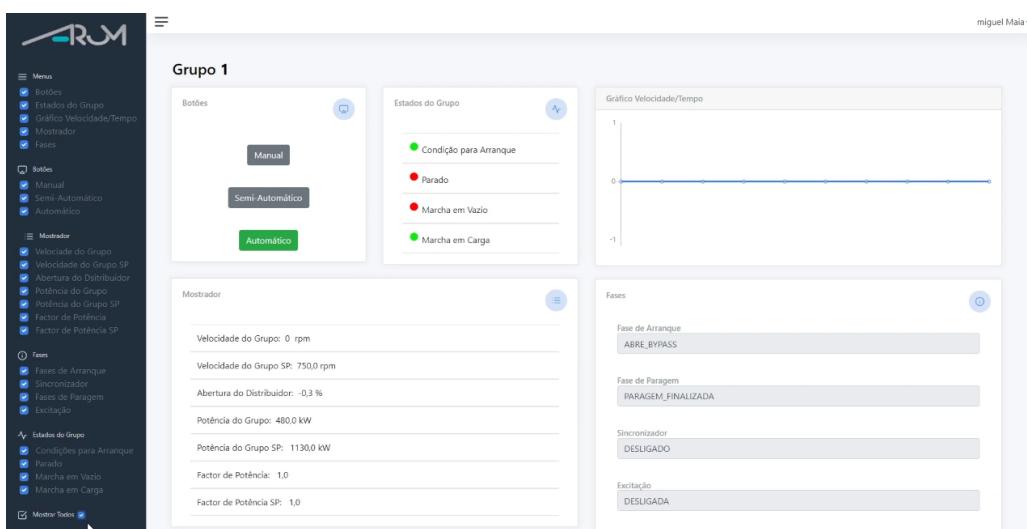 ARJM
miguel Maia
Menus
Botões
Estados do Grupo
Gráfico Velocidade/Tempo
Mostrador
Fases
Botões
Manual
Semi-Automático
Automático
Mostrador
Velociade do Grupo
Velocidade do Grupo SP
Abertura do Dsitribuidor
Potência do Grupo
Potência do Grupo SP
Factor de Potência
Factor de Potência SP
Fases
Fases de Arranque
Sincronizador
Fases de Paragem
Excitação
Estados do Grupo
Condições para Arranque
Parado
Marcha em Vazio
Marcha em Carga
Mostrar Todos
Grupo 1
Botões
Manual
Semi-Automático
Automático
Estados do Grupo
Condição para Arranque
Parado
Marcha em Vazio
Marcha em Carga
Gráfico Velocidade/Tempo
1
0
-1
Mostrador
Velocidade do Grupo: 0 rpm
Velocidade do Grupo SP: 750,0 rpm
Abertura do Distribuidor: -0,3 %
Potência do Grupo: 480,0 kW
Potência do Grupo SP: 1130,0 kW
Factor de Potência: 1,0
Factor de Potência SP: 1,0
Fases
Fase de Arranque
ABRE_BYPASS
Fase de Paragem
PARAGEM_FINALIZADA
Sincronizador
DESLIGADO
Excitação
DESLIGADA